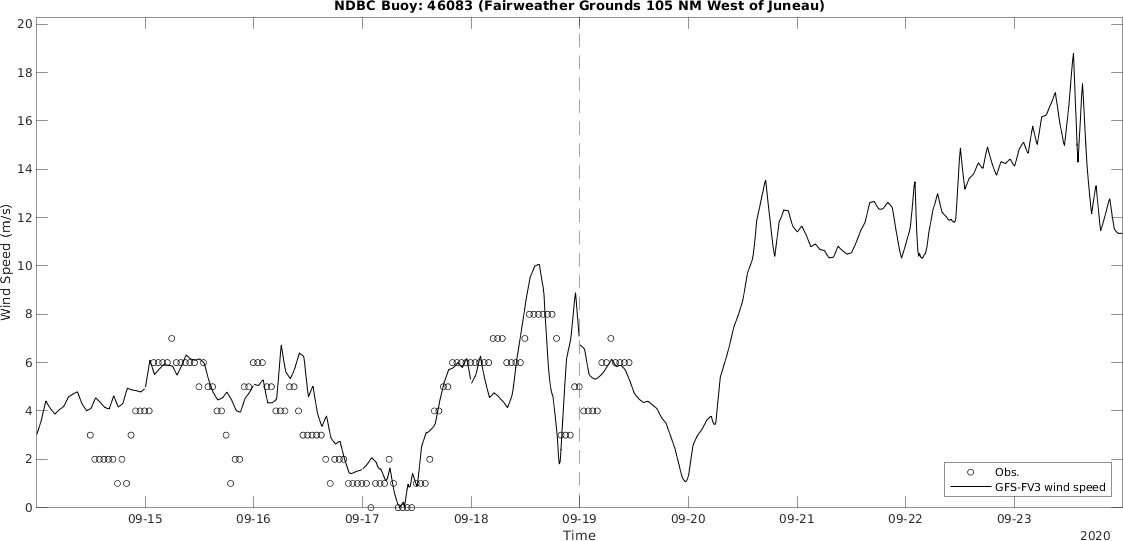 NDBC Buoy: 46083 (Fairweather Grounds 105 NM West of Juneau)
20
18
16
14
12
10
8
6
4
2
0
Wind Speed (m/s)
Obs.
GFS-FV3 wind speed
09-15 09-16 09-17 09-18 09-19 09-20 09-21 09-22 09-23
Time
2020